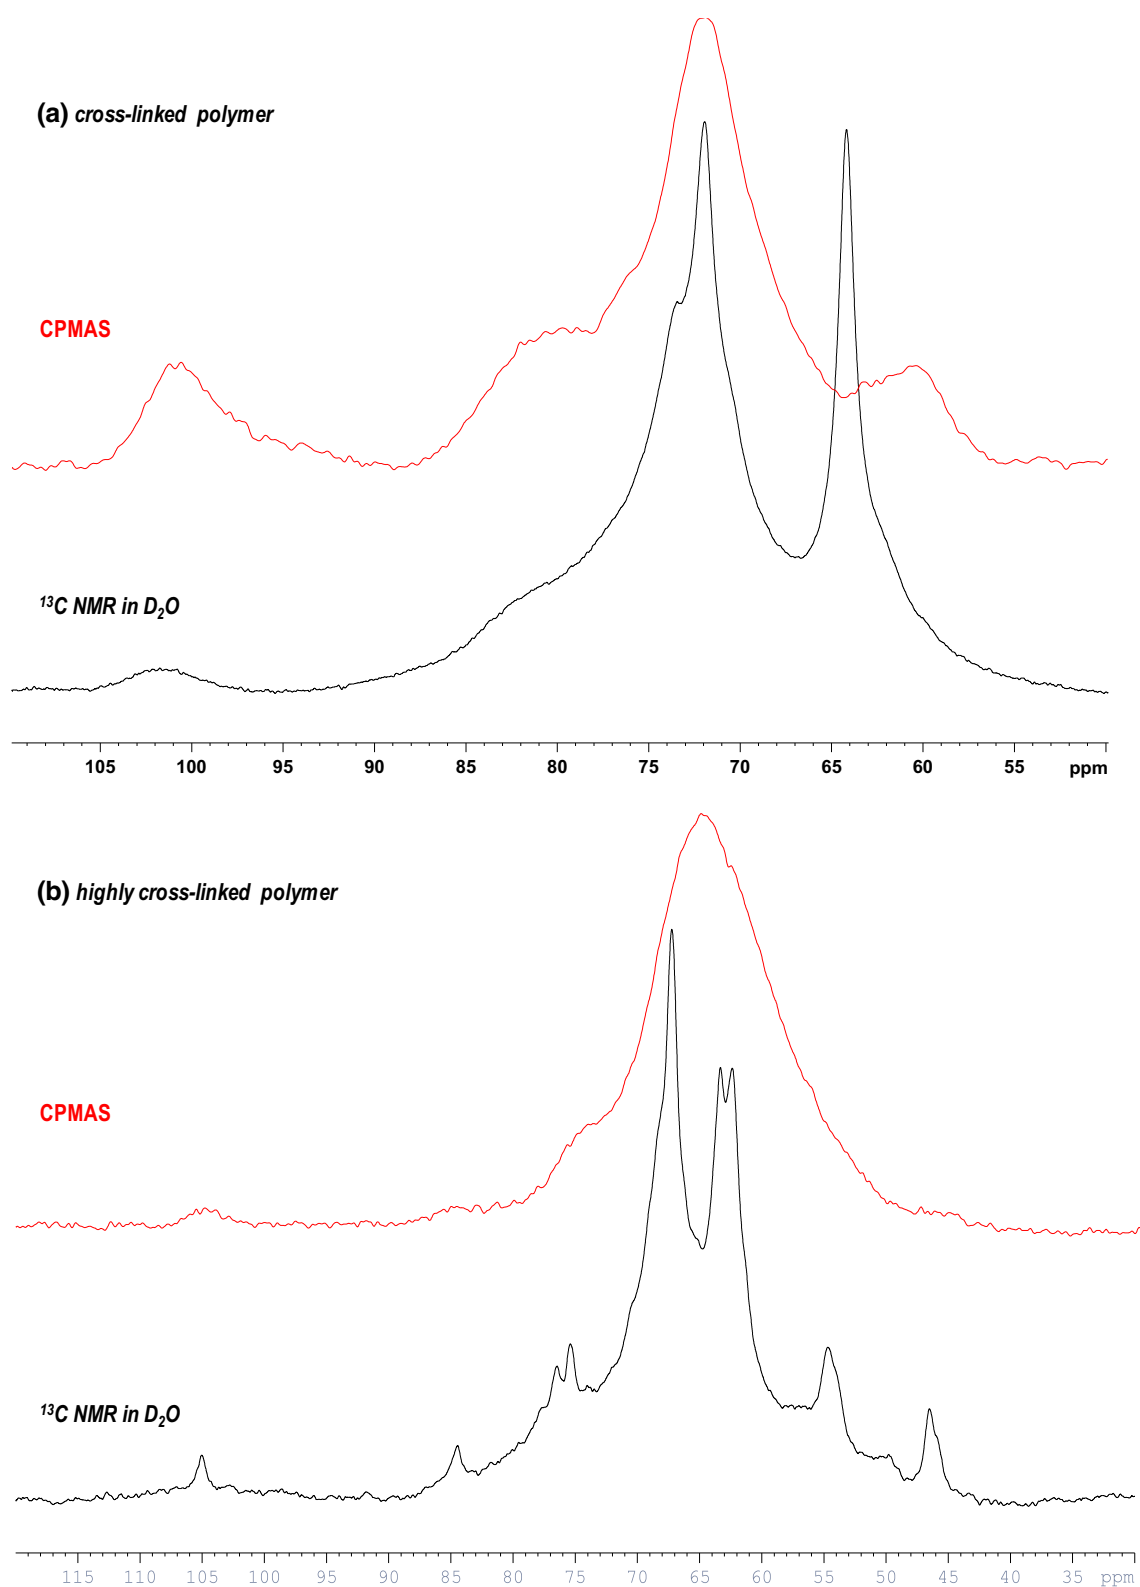 (a) cross-linked polymer
CPMAS
¹³C NMR in D₂O
105 100 95 90 85 80 75 70 65 60 55 ppm
(b) highly cross-linked polymer
CPMAS
¹³C NMR in D₂O
115 110 105 100 95 90 85 80 75 70 65 60 55 50 45 40 35 ppm